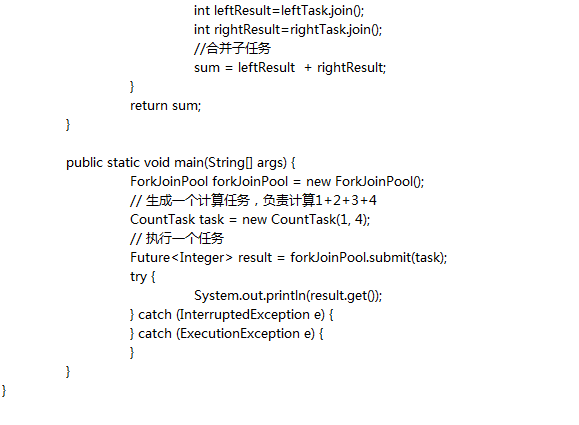 int leftResult=leftTask.join();
int rightResult=rightTask.join();
//合并子任务
sum = leftResult  + rightResult;
}
return sum;
}
public static void main(String[] args) {
ForkJoinPool forkJoinPool = new ForkJoinPool();
// 生成一个计算任务，负责计算1+2+3+4
CountTask task = new CountTask(1, 4);
// 执行一个任务
Future<Integer> result = forkJoinPool.submit(task);
try {
System.out.println(result.get());
} catch (InterruptedException e) {
} catch (ExecutionException e) {
}
}
}